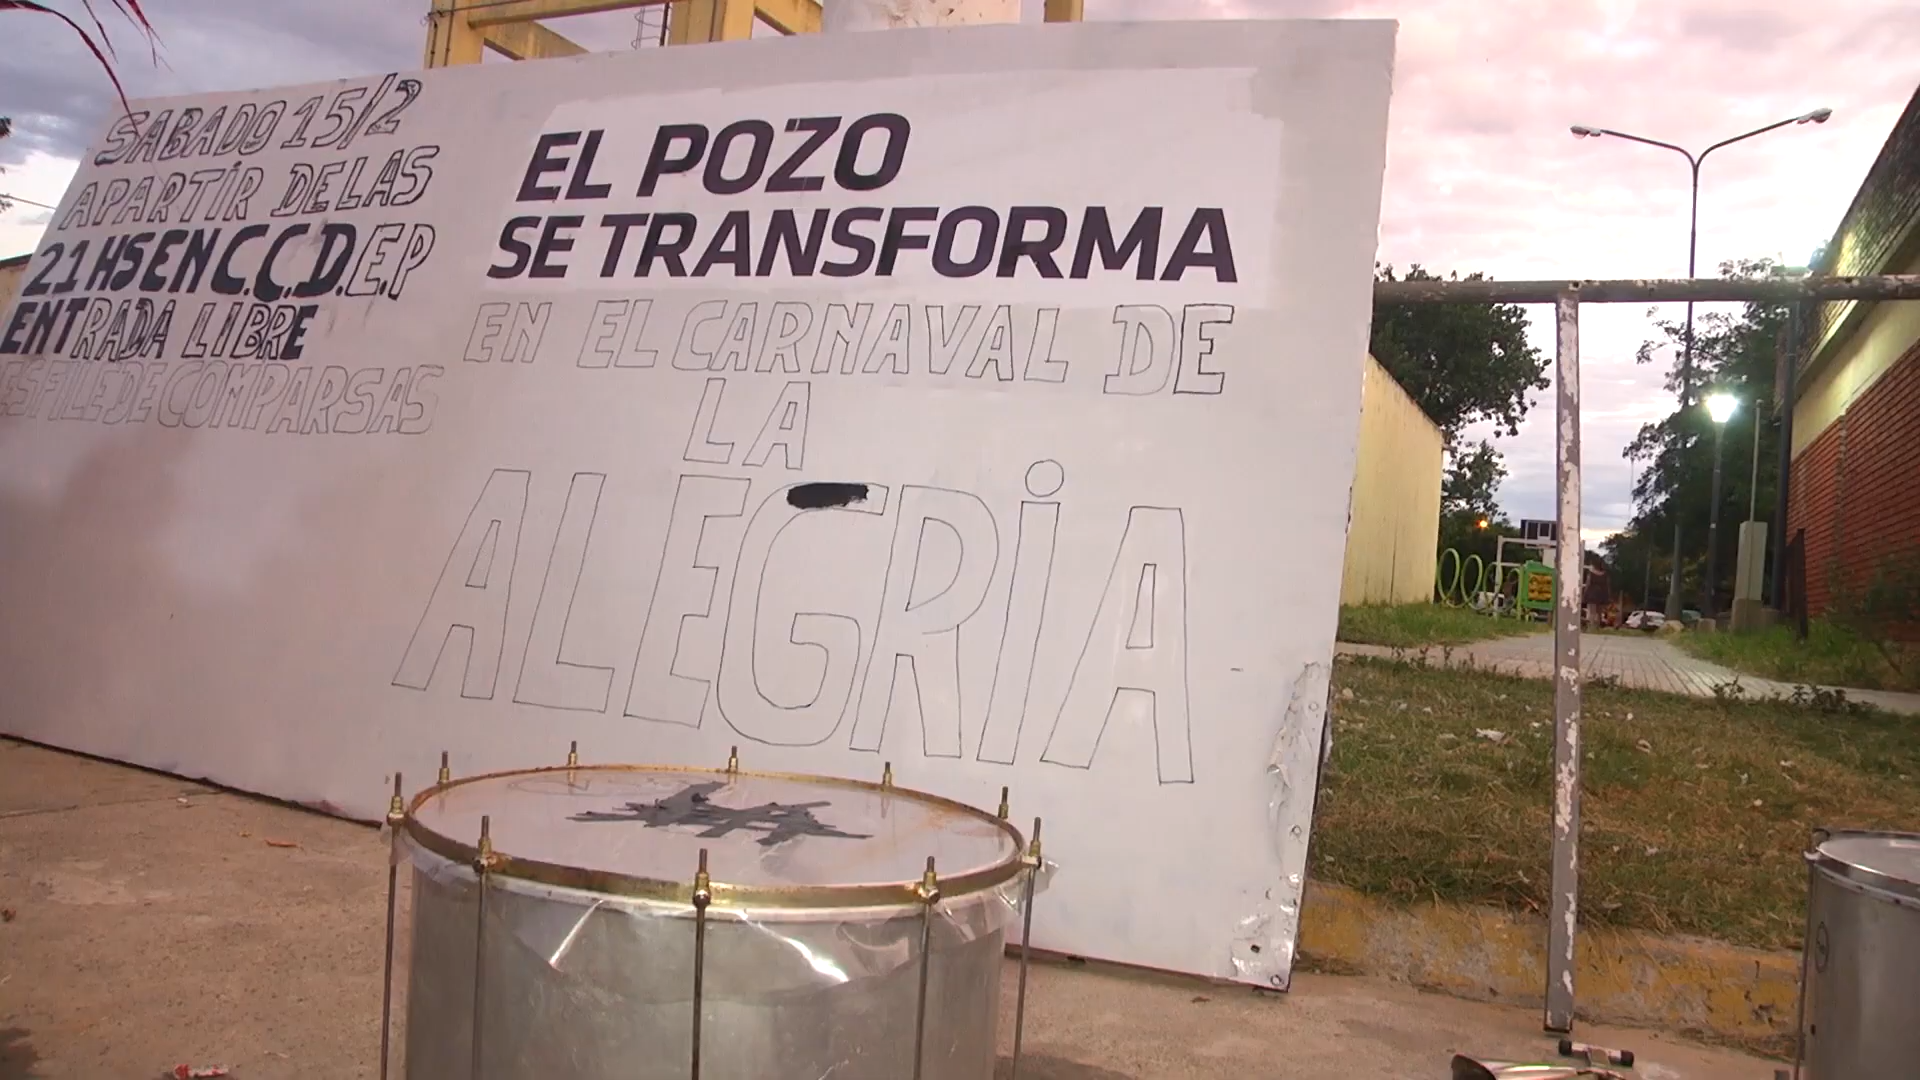 SABADO 15/2
APARTIR DE LAS
21 HS EN C.C.D.E.P
ENTRADA LIBRE
ESFILE DE COMPARSAS
EL POZO
SE TRANSFORMA
EN EL CARNAVAL DE
LA
ALEGRIA